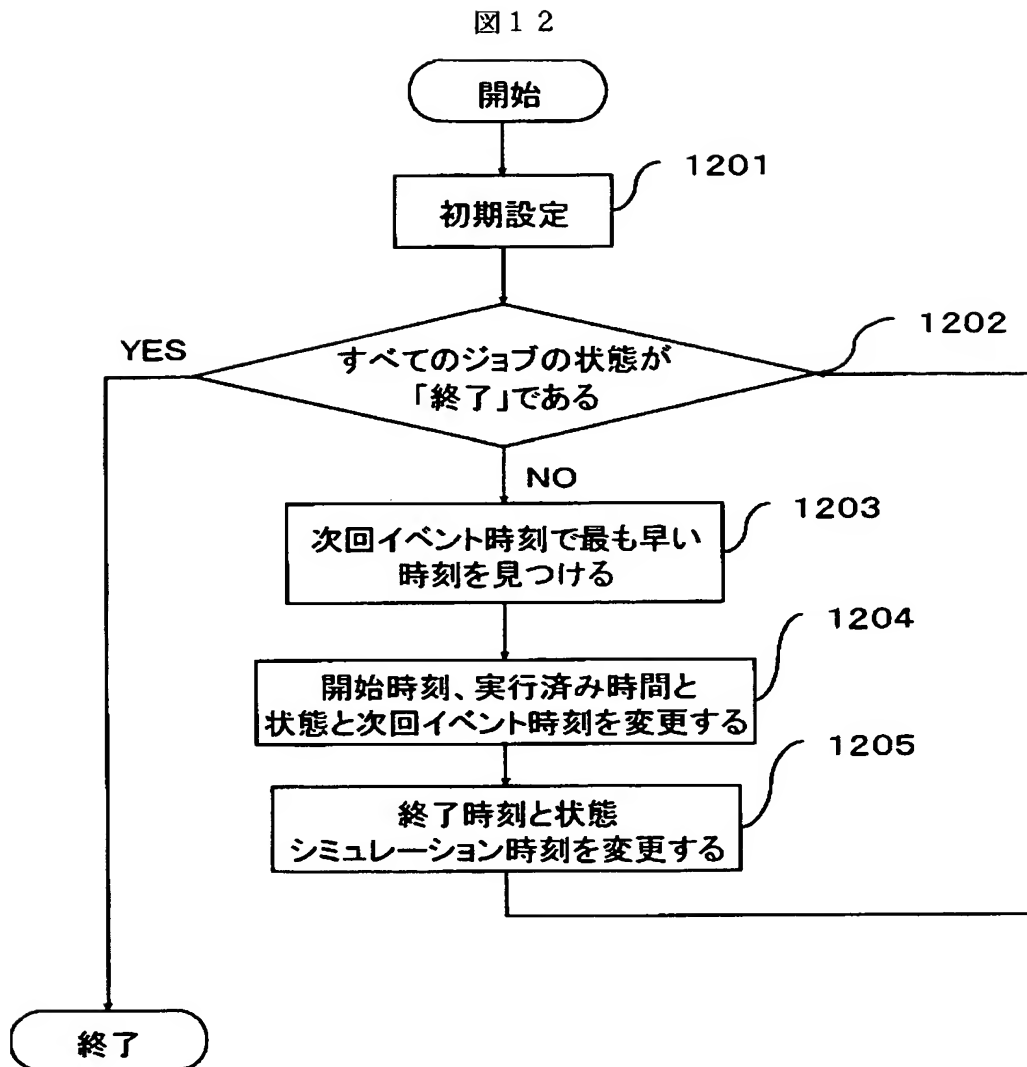 図12
開始
1201
初期設定
1202
YES
すべてのジョブの状態が
「終了」である
NO
1203
次回イベント時刻で最も早い
時刻を見つける
1204
開始時刻、実行済み時間と
状態と次回イベント時刻を変更する
1205
終了時刻と状態
シミュレーション時刻を変更する
終了